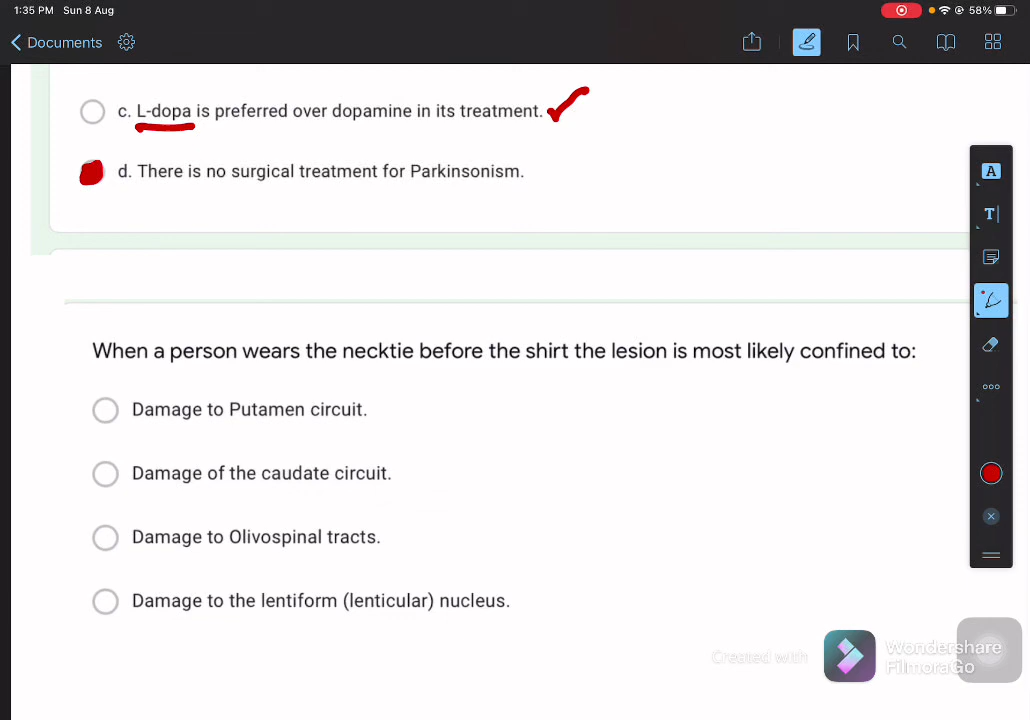 1:35 PM Sun 8 Aug
58%
Documents
c. L-dopa is preferred over dopamine in its treatment.
d. There is no surgical treatment for Parkinsonism.
A
T
When a person wears the necktie before the shirt the lesion is most likely confined to:
Damage to Putamen circuit.
Damage of the caudate circuit.
Damage to Olivospinal tracts.
Damage to the lentiform (lenticular) nucleus.
Created with
Wondershare
FilmoraGo